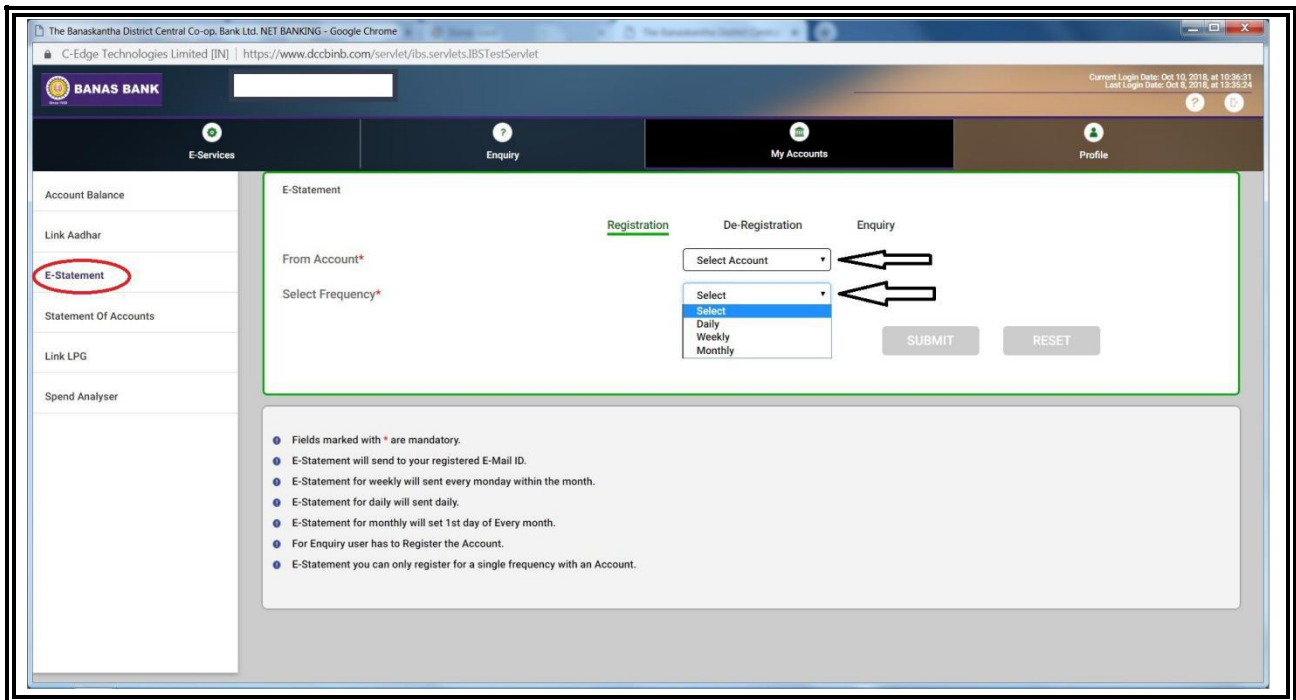 The Banaskantha District Central Co-op. Bank Ltd. NET BANKING - Google Chrome
C-Edge Technologies Limited [IN] | https://www.dccbinb.com/servlet/ibs.servlets.IBSTestServlet
BANAS BANK
Current Login Date: Oct 10, 2018, at 10:36:31
Last Login Date: Oct 8, 2018, at 13:35:24
E-Services
Enquiry
My Accounts
Profile
Account Balance
Link Aadhar
E-Statement
Statement Of Accounts
Link LPG
Spend Analyser
E-Statement
Registration De-Registration Enquiry
From Account* Select Account
Select Frequency* Select
Select
Daily
Weekly
Monthly
SUBMIT RESET
Fields marked with * are mandatory.
E-Statement will send to your registered E-Mail ID.
E-Statement for weekly will sent every monday within the month.
E-Statement for daily will sent daily.
E-Statement for monthly will set 1st day of Every month.
For Enquiry user has to Register the Account.
E-Statement you can only register for a single frequency with an Account.